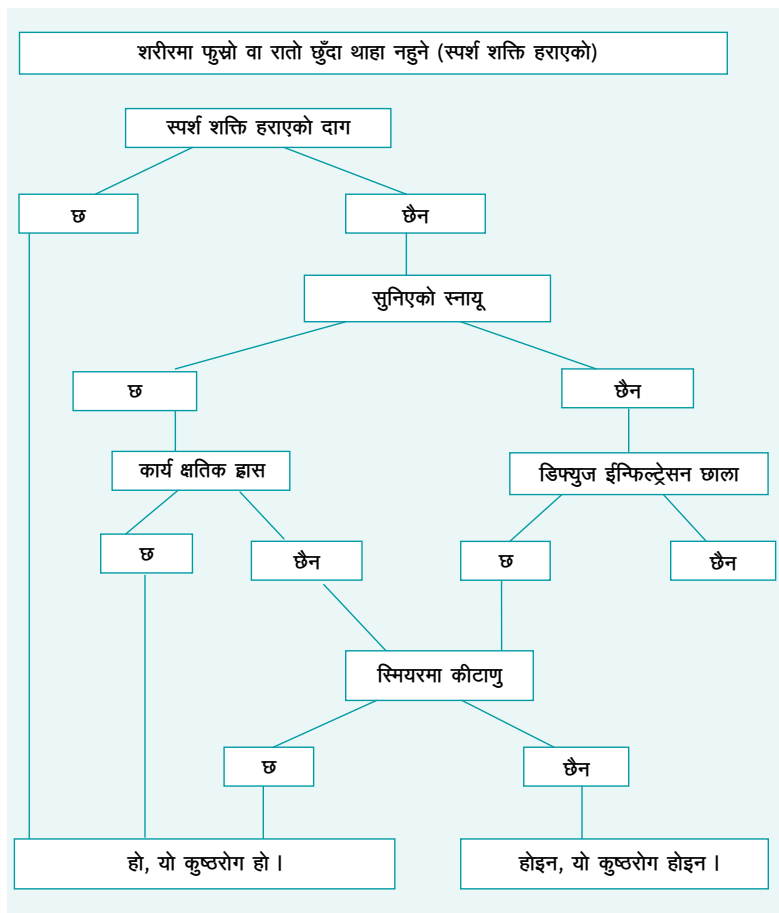 शरीरमा फुस्रो वा रातो छुँदा थाहा नहुने (स्पर्श शक्ति हराएको)
स्पर्श शक्ति हराएको दाग
छ
छैन
सुनिएको स्नायू
छ
छैन
कार्य क्षतिक ह्रास
डिफ्युज ईन्फिल्ट्रेसन छाला
छ
छैन
छ
छैन
स्मियरमा कीटाणु
छ
छैन
हो, यो कुष्ठरोग हो ।
होइन, यो कुष्ठरोग होइन ।